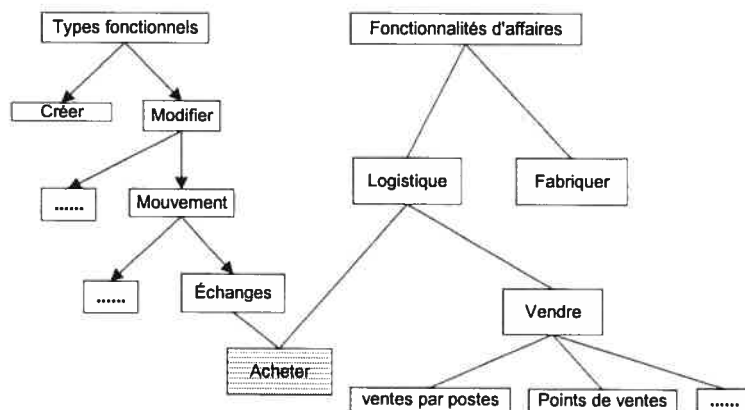 Types fonctionnels
Fonctionnalités d'affaires
Créer
Modifier
Logistique
Fabriquer
......
Mouvement
......
Échanges
Vendre
Acheter
ventes par postes
Points de ventes
......